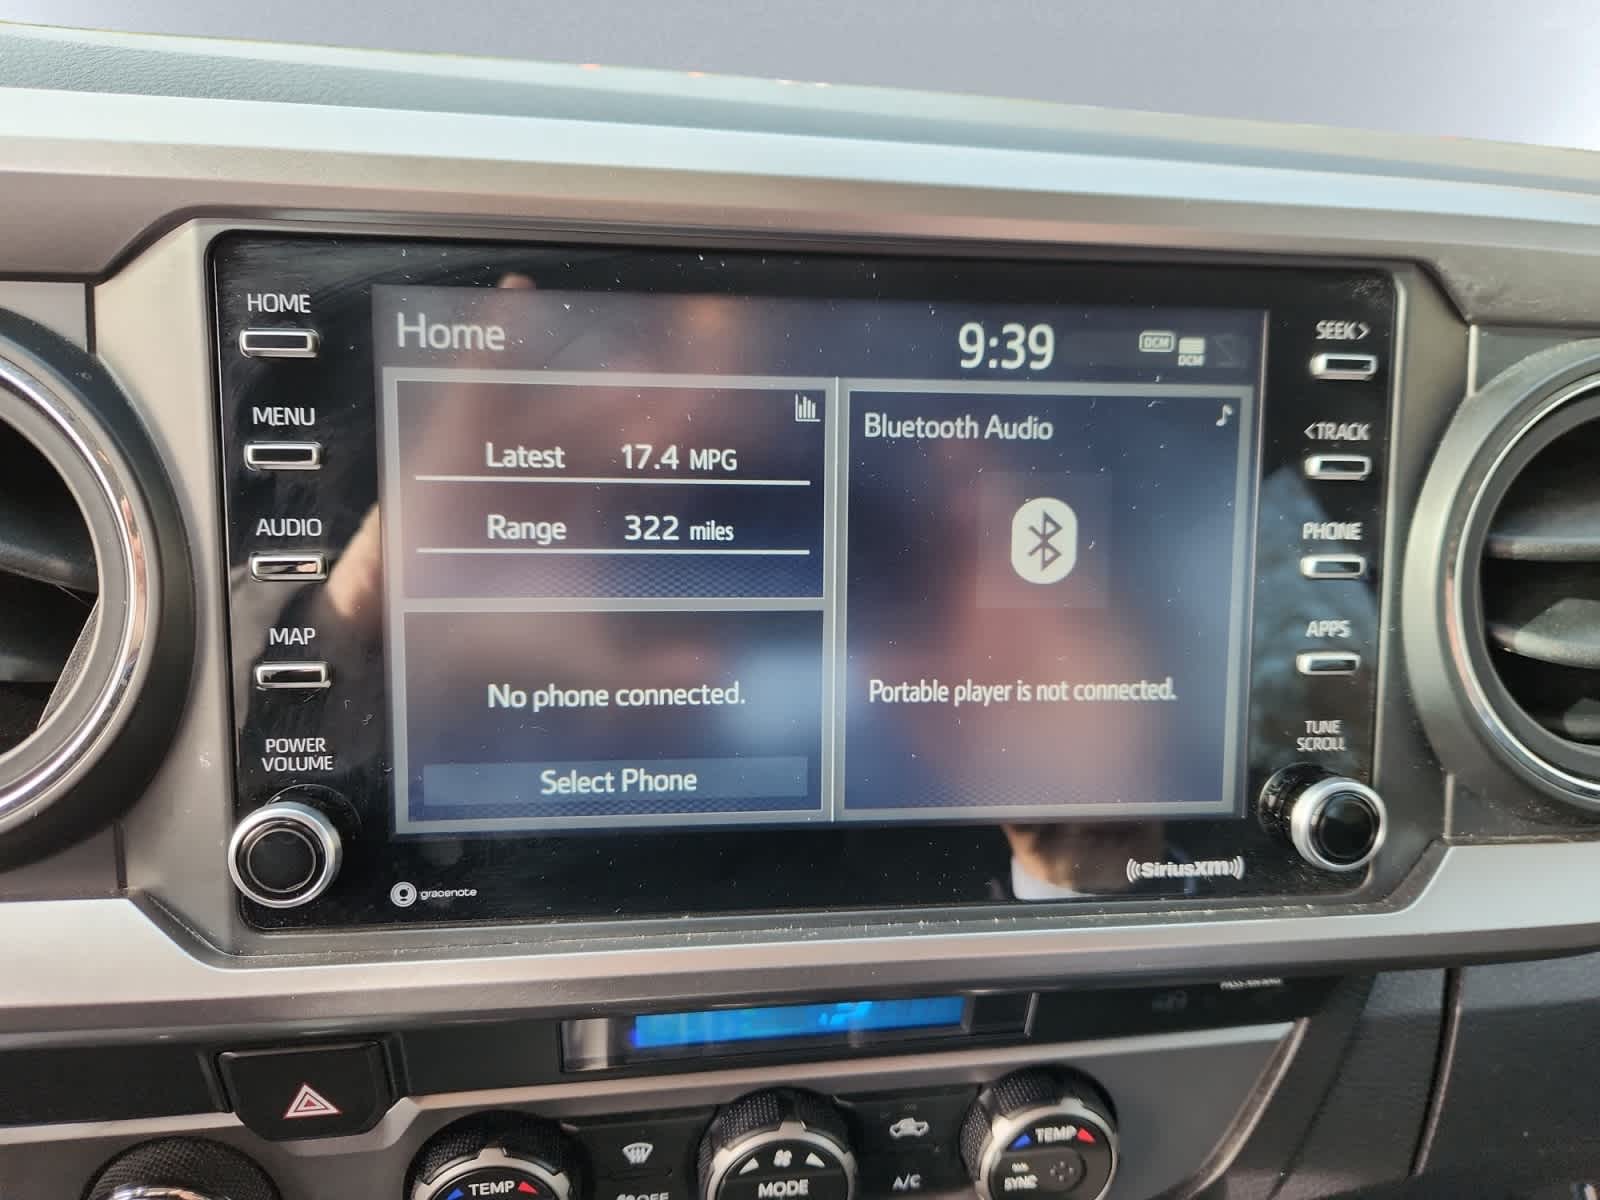 HOME
MENU
AUDIO
MAP
POWER
VOLUME
Home
9:39
DCM
DCM
Latest 17.4 MPG
Range 322 miles
No phone connected.
Select Phone
Bluetooth Audio
Portable player is not connected.
SEEK>
<TRACK
PHONE
APPS
TUNE
SCROLL
gracenote
((SiriusXM))
TEMP
OFF
MODE
A/C
TEMP
SYNC